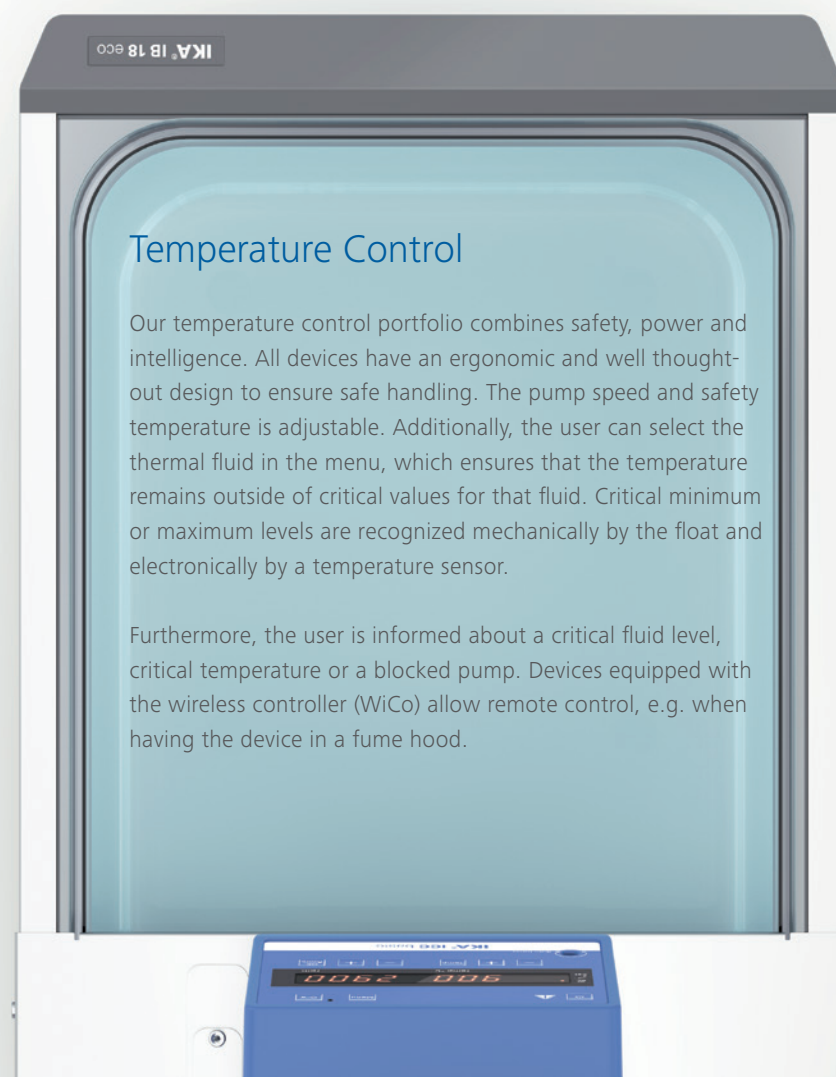 IKA® IB 18 eco
Temperature Control
Our temperature control portfolio combines safety, power and
intelligence. All devices have an ergonomic and well thought-
out design to ensure safe handling. The pump speed and safety
temperature is adjustable. Additionally, the user can select the
thermal fluid in the menu, which ensures that the temperature
remains outside of critical values for that fluid. Critical minimum
or maximum levels are recognized mechanically by the float and
electronically by a temperature sensor.
Furthermore, the user is informed about a critical fluid level,
critical temperature or a blocked pump. Devices equipped with
the wireless controller (WiCo) allow remote control, e.g. when
having the device in a fume hood.
IKA® ICC basic